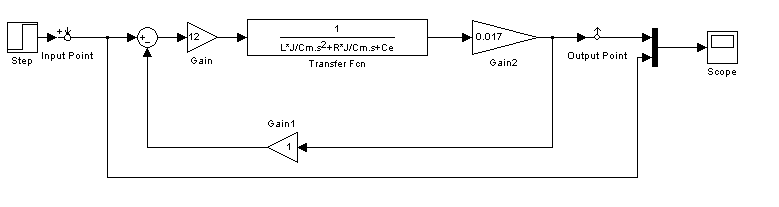 Step
Input Point
12
Gain
1
L*J/Cm.s2+R*J/Cm.s+Ce
Transfer Fcn
0.017
Gain2
Output Point
Scope
Gain1
1